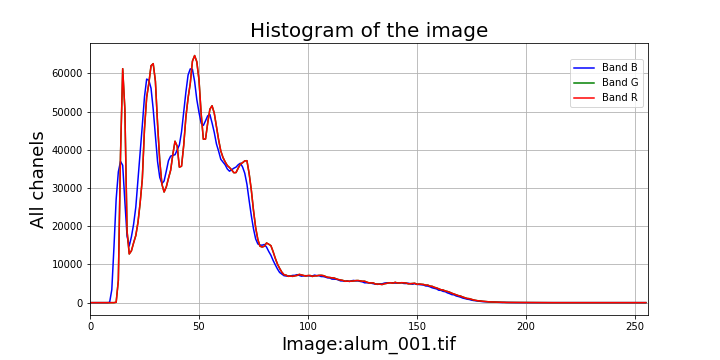 Histogram of the image
All chanels
60000
50000
40000
30000
20000
10000
0
Band B
Band G
Band R
0 50 100 150 200 250
Image:alum_001.tif